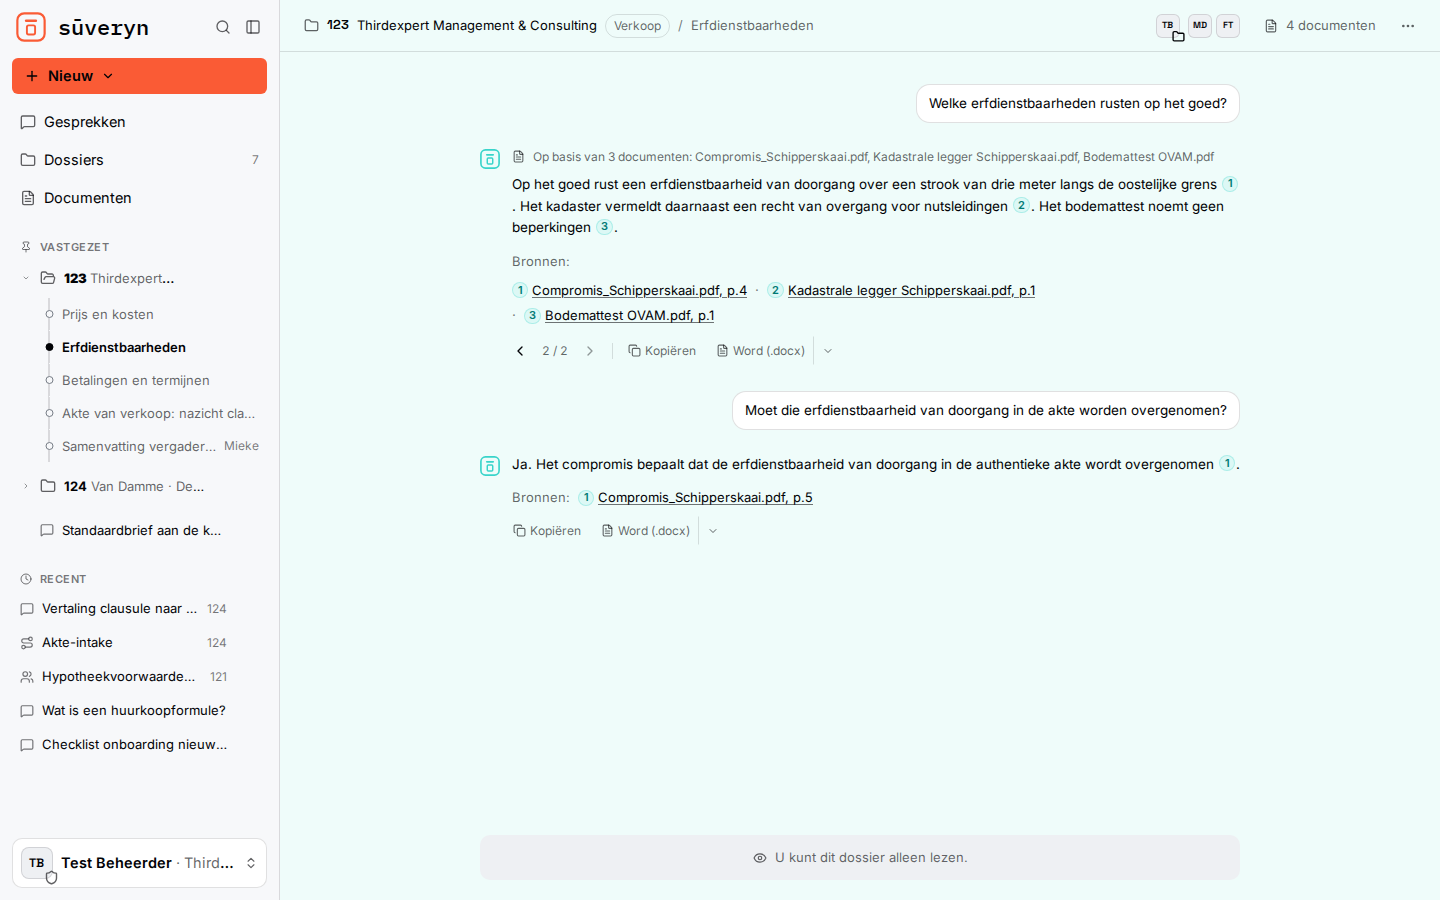 sūveryn
Nieuw
Gesprekken
Dossiers 7
Documenten
VASTGEZET
123 Thirdexpert...
Prijs en kosten
Erfdienstbaarheden
Betalingen en termijnen
Akte van verkoop: nazicht cla...
Samenvatting vergader... Mieke
124 Van Damme · De...
Standaardbrief aan de k...
RECENT
Vertaling clausule naar ... 124
Akte-intake 124
Hypotheekvoorwaarde... 121
Wat is een huurkoopformule?
Checklist onboarding nieuw...
TB Test Beheerder · Third...
123 Thirdexpert Management & Consulting Verkoop / Erfdienstbaarheden TB MD FT 4 documenten
Welke erfdienstbaarheden rusten op het goed?
Op basis van 3 documenten: Compromis_Schipperskaai.pdf, Kadastrale legger Schipperskaai.pdf, Bodemattest OVAM.pdf
Op het goed rust een erfdienstbaarheid van doorgang over een strook van drie meter langs de oostelijke grens 1
. Het kadaster vermeldt daarnaast een recht van overgang voor nutsleidingen 2. Het bodemattest noemt geen
beperkingen 3.
Bronnen:
1 Compromis_Schipperskaai.pdf, p.4 · 2 Kadastrale legger Schipperskaai.pdf, p.1
· 3 Bodemattest OVAM.pdf, p.1
2 / 2 Kopiëren Word (.docx)
Moet die erfdienstbaarheid van doorgang in de akte worden overgenomen?
Ja. Het compromis bepaalt dat de erfdienstbaarheid van doorgang in de authentieke akte wordt overgenomen 1.
Bronnen: 1 Compromis_Schipperskaai.pdf, p.5
Kopiëren Word (.docx)
U kunt dit dossier alleen lezen.